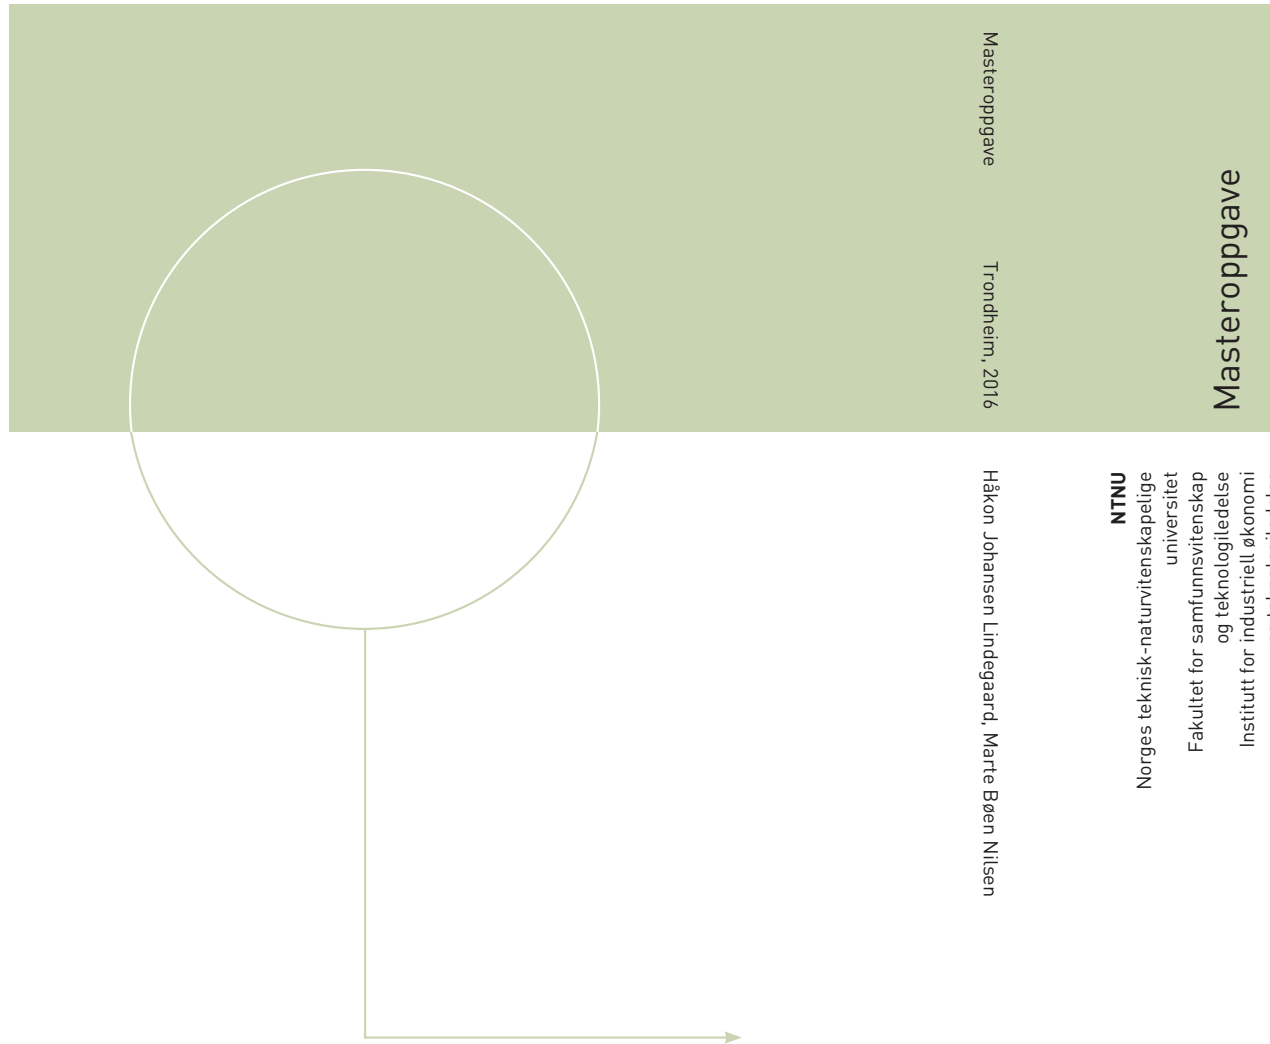 Masteroppgave
Trondheim, 2016
Håkon Johansen Lindegaard, Marte Bøen Nilsen
Masteroppgave
NTNU
Norges teknisk-naturvitenskapelige
universitet
Fakultet for samfunnsvitenskap
og teknologiledelse
Institutt for industriell økonomi